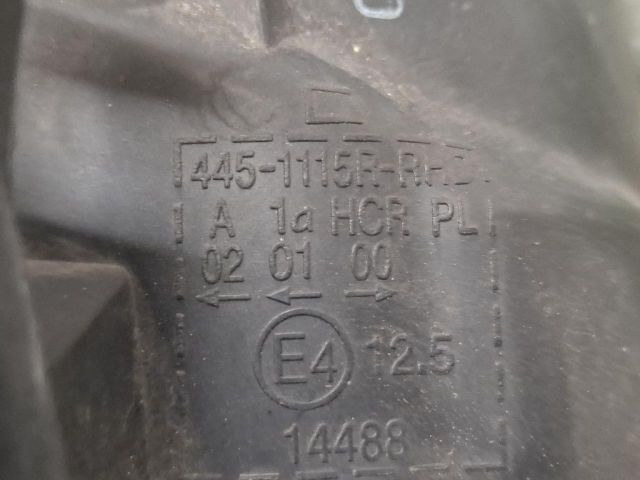 445-1115R-RHD
A 1a HCR PL
02 01 00
← ← →
E4 12.5
14488